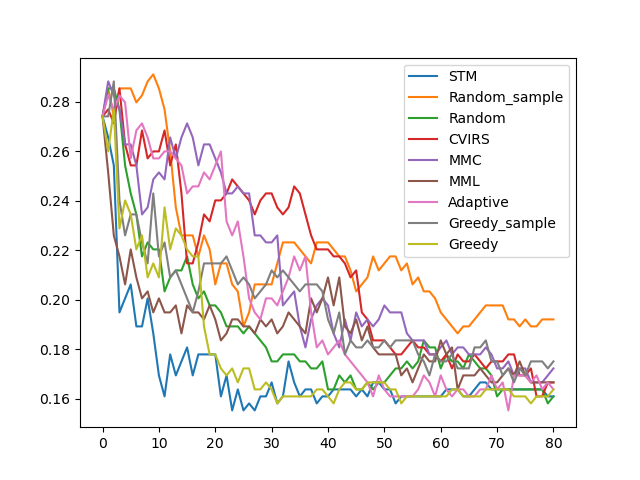 0.28
0.26
0.24
0.22
0.20
0.18
0.16
0 10 20 30 40 50 60 70 80
STM
Random_sample
Random
CVIRS
MMC
MML
Adaptive
Greedy_sample
Greedy